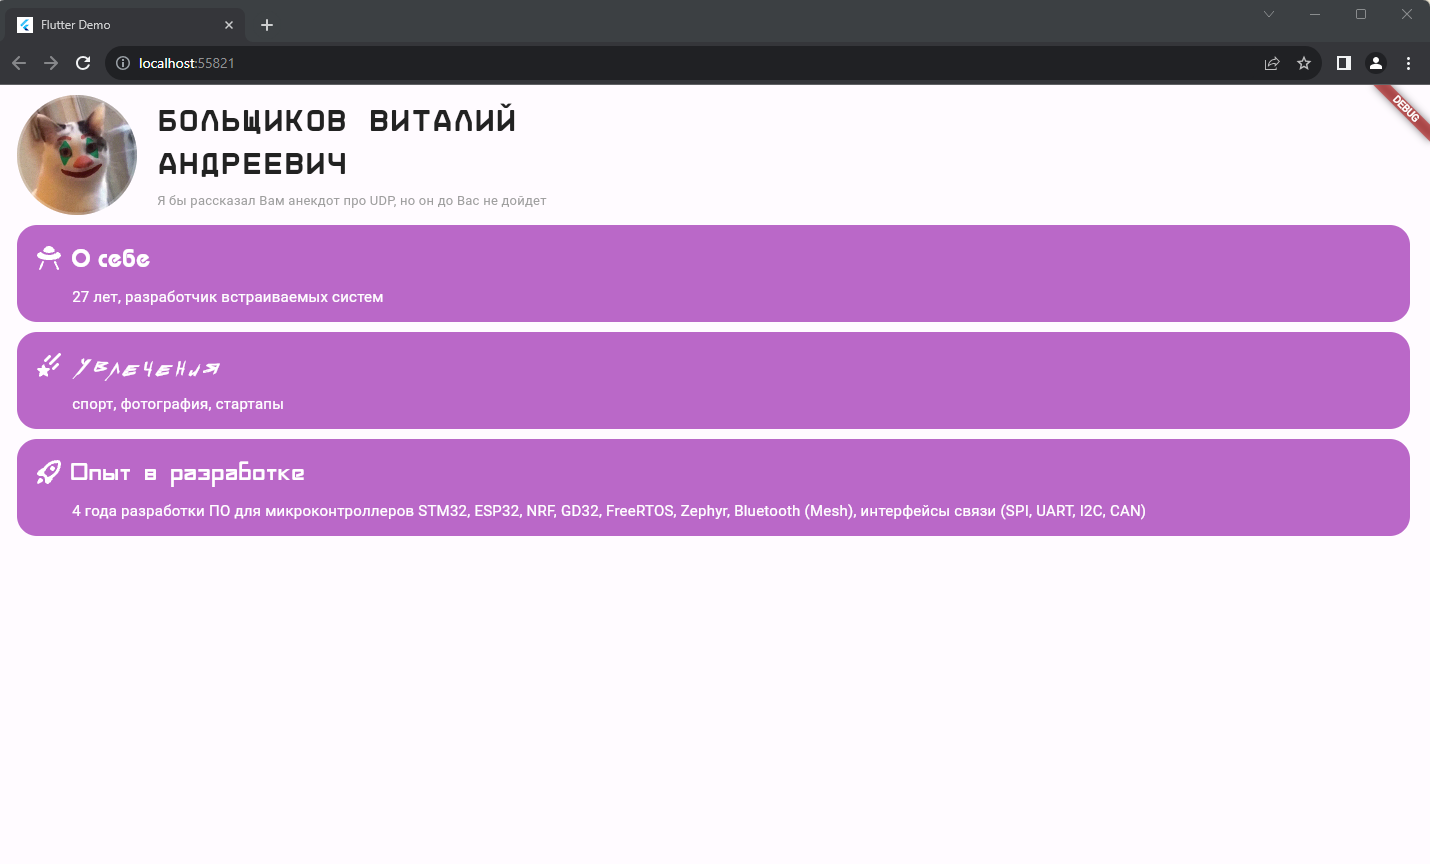 Flutter Demo
localhost:55821
DEBUG
БОЛЬЩИКОВ ВИТАЛИЙ
АНДРЕЕВИЧ
Я бы рассказал Вам анекдот про UDP, но он до Вас не дойдет
О себе
27 лет, разработчик встраиваемых систем
Увлечения
спорт, фотография, стартапы
Опыт в разработке
4 года разработки ПО для микроконтроллеров STM32, ESP32, NRF, GD32, FreeRTOS, Zephyr, Bluetooth (Mesh), интерфейсы связи (SPI, UART, I2C, CAN)